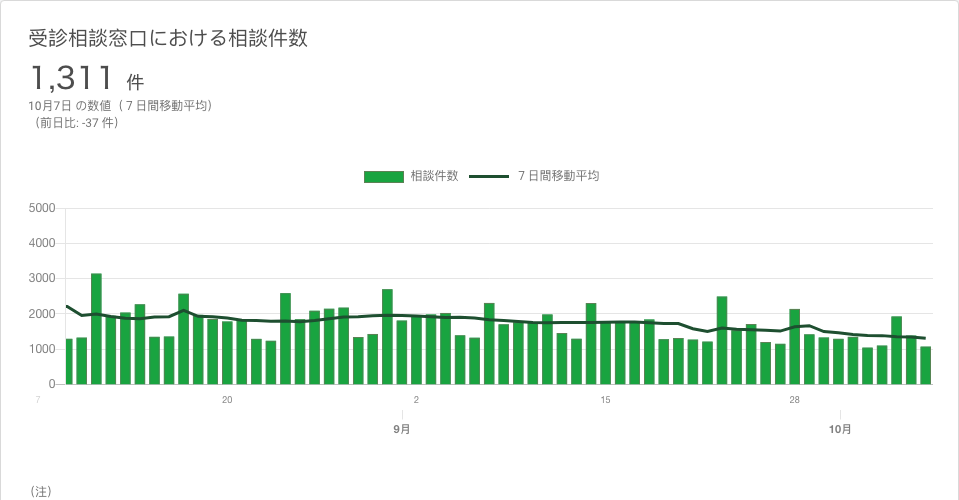 受診相談窓口における相談件数
1,311 件
10月7日 の数値（７日間移動平均）
（前日比: -37 件）
相談件数 ７日間移動平均
5000
4000
3000
2000
1000
0
7 20 2 15 28
9月 10月
（注）